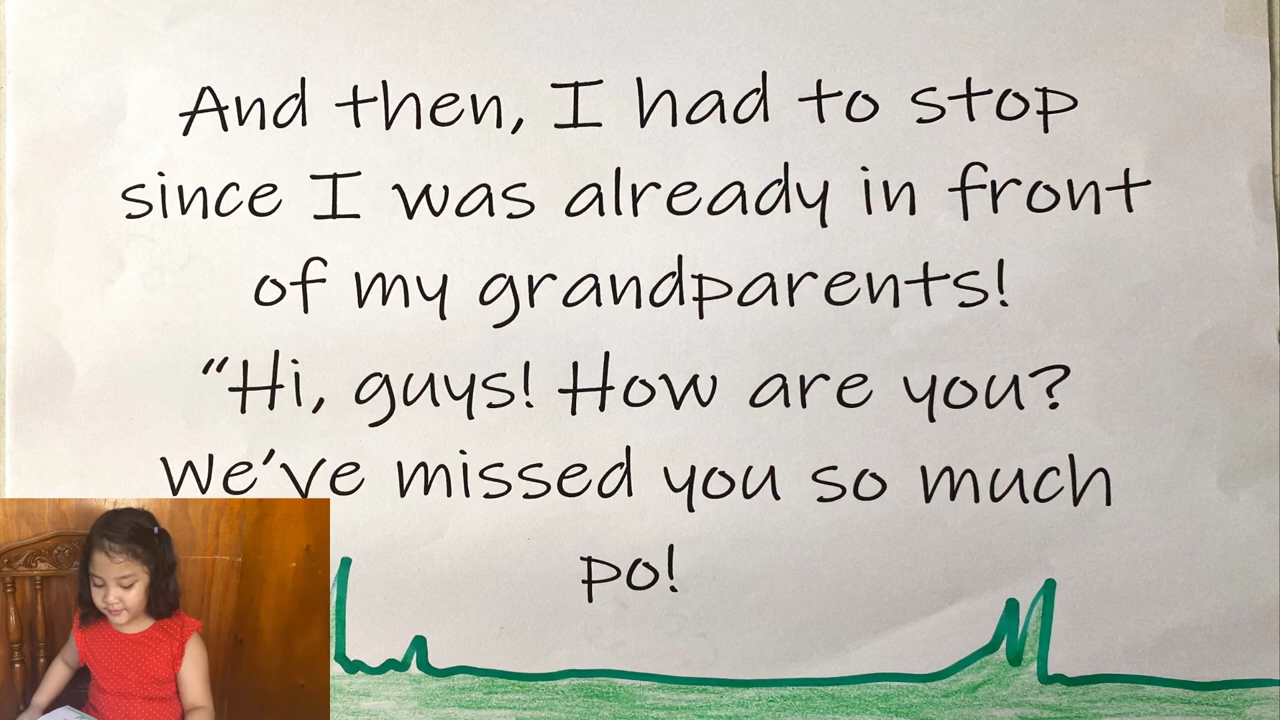 And then, I had to stop
since I was already in front
of my grandparents!
“Hi, guys! How are you?
We've missed you so much
po!